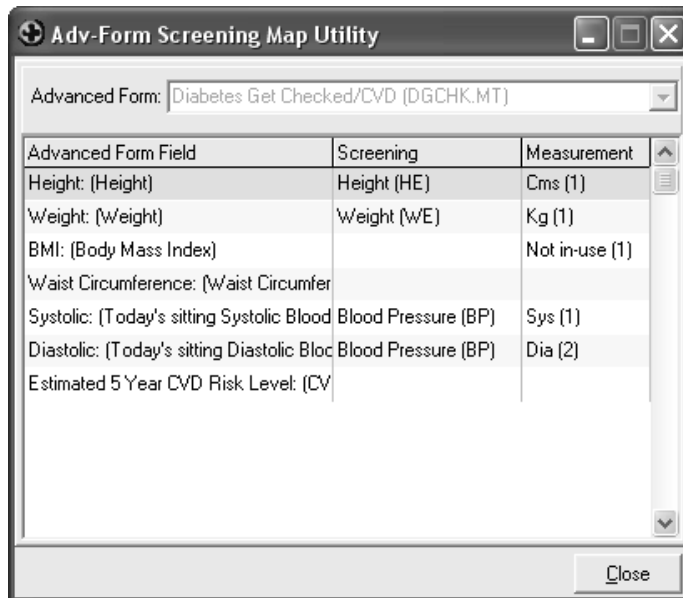 Adv-Form Screening Map Utility
Advanced Form: Diabetes Get Checked/CVD (DGCHK.MT)
Advanced Form Field Screening Measurement
Height: (Height) Height (HE) Cms (1)
Weight: (Weight) Weight (WE) Kg (1)
BMI: (Body Mass Index) Not in-use (1)
Waist Circumference: (Waist Circumfer
Systolic: (Today's sitting Systolic Blood Blood Pressure (BP) Sys (1)
Diastolic: (Today's sitting Diastolic Bloc Blood Pressure (BP) Dia (2)
Estimated 5 Year CVD Risk Level: (CV
Close